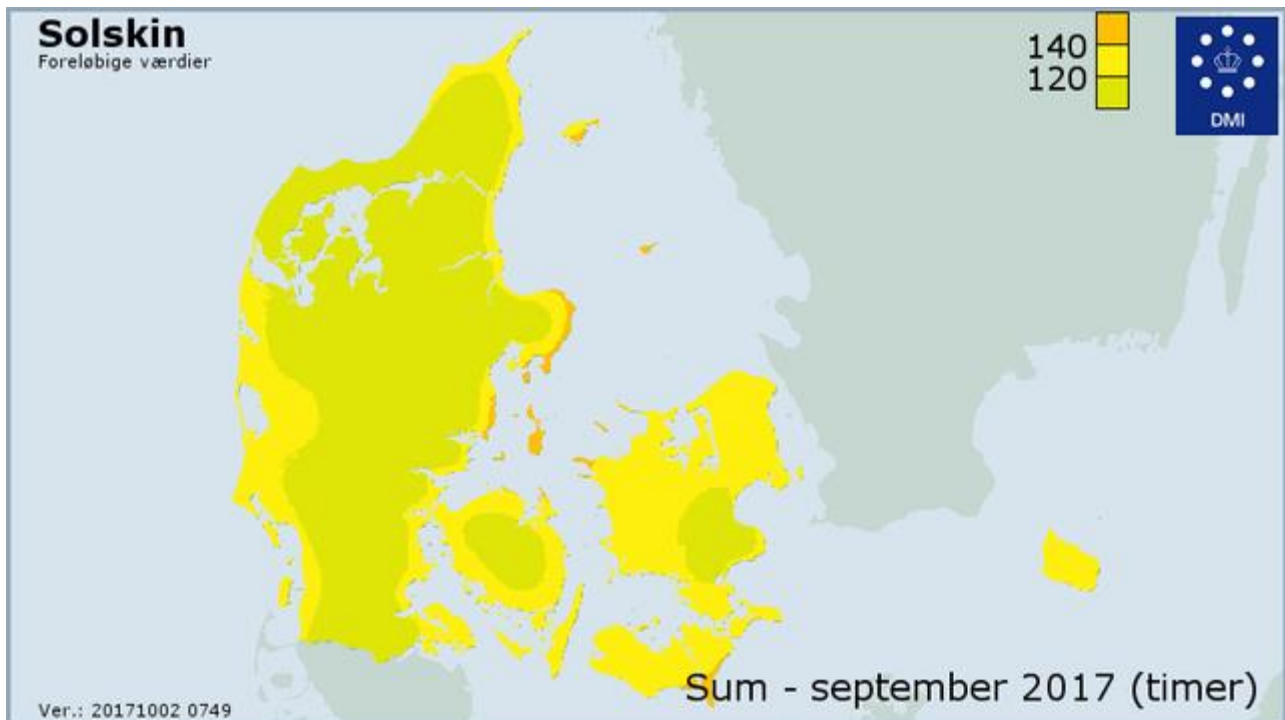 Solskin
Foreløbige værdier
140
120
DMI
Sum - september 2017 (timer)
Ver.: 20171002 0749